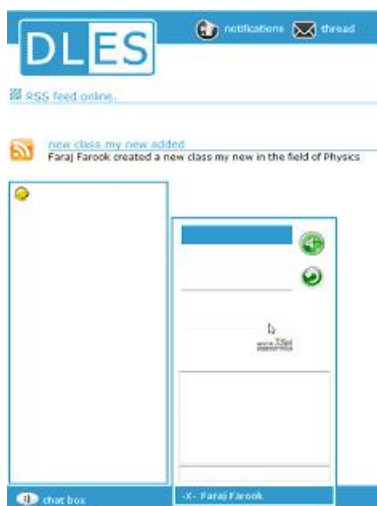 DLES
notifications thread
RSS feed online.
new class my new added
Faraj Farook created a new class my new in the field of Physics
chat box
-X- Faraj Farook